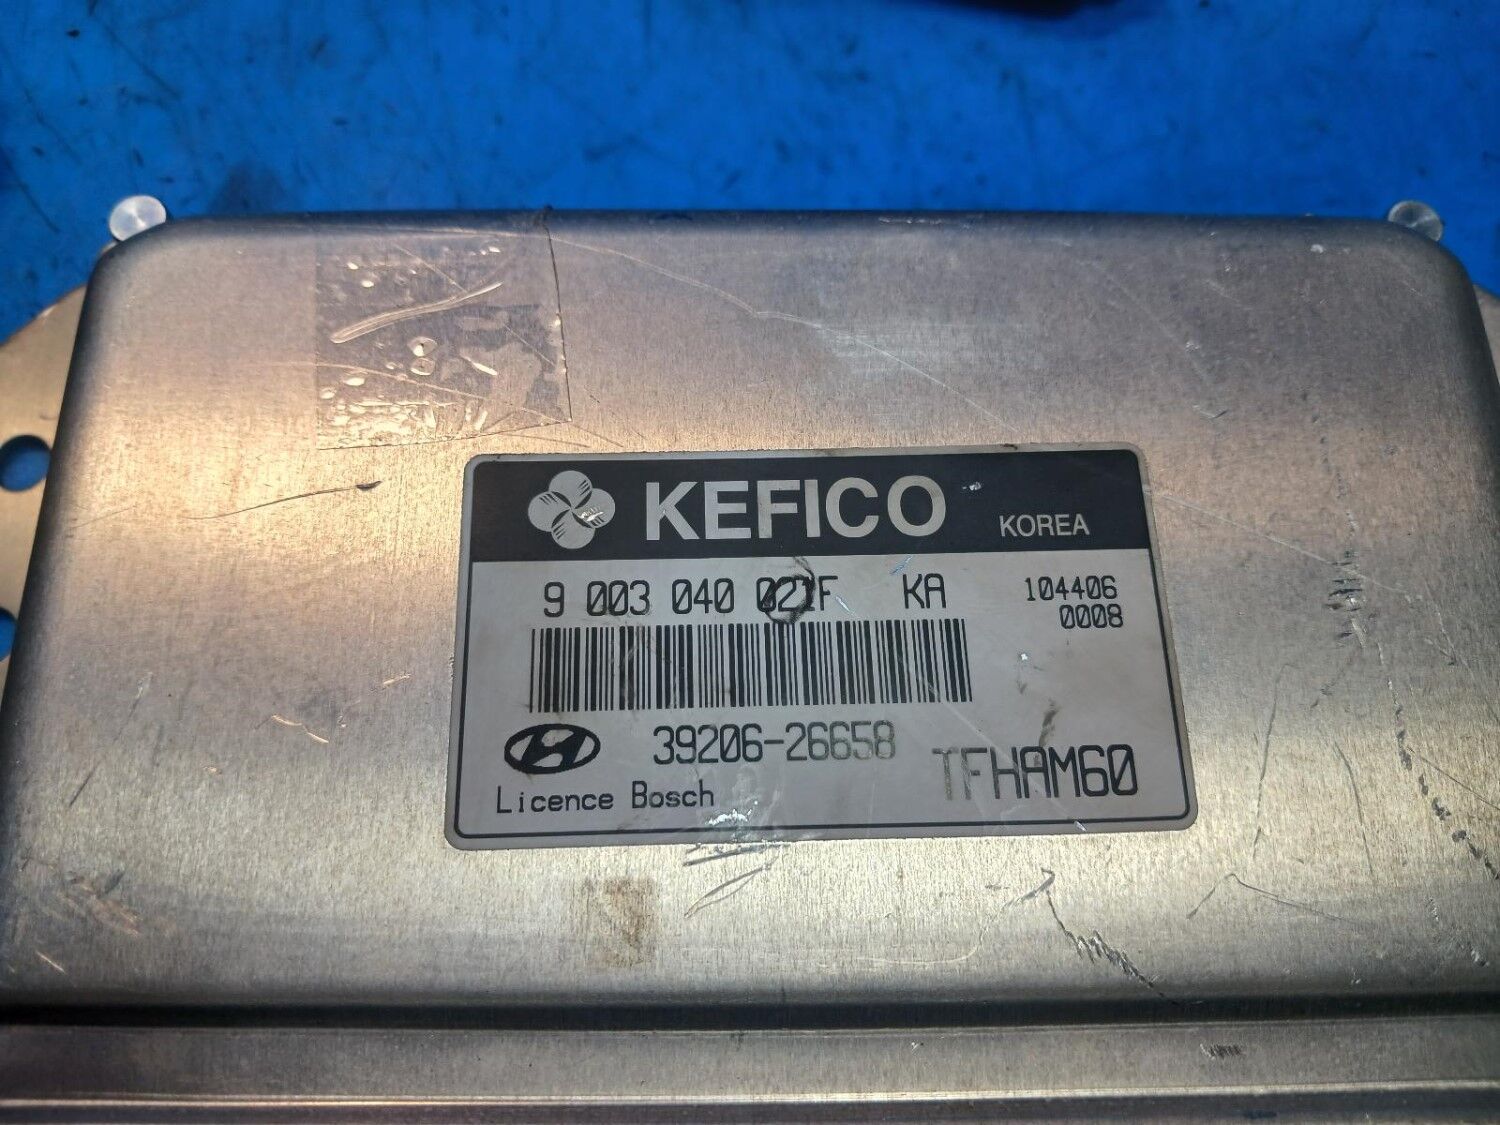 KEFICO KOREA
9 003 040 021F KA 104406
0008
39206-26658
TFHAM60
Licence Bosch